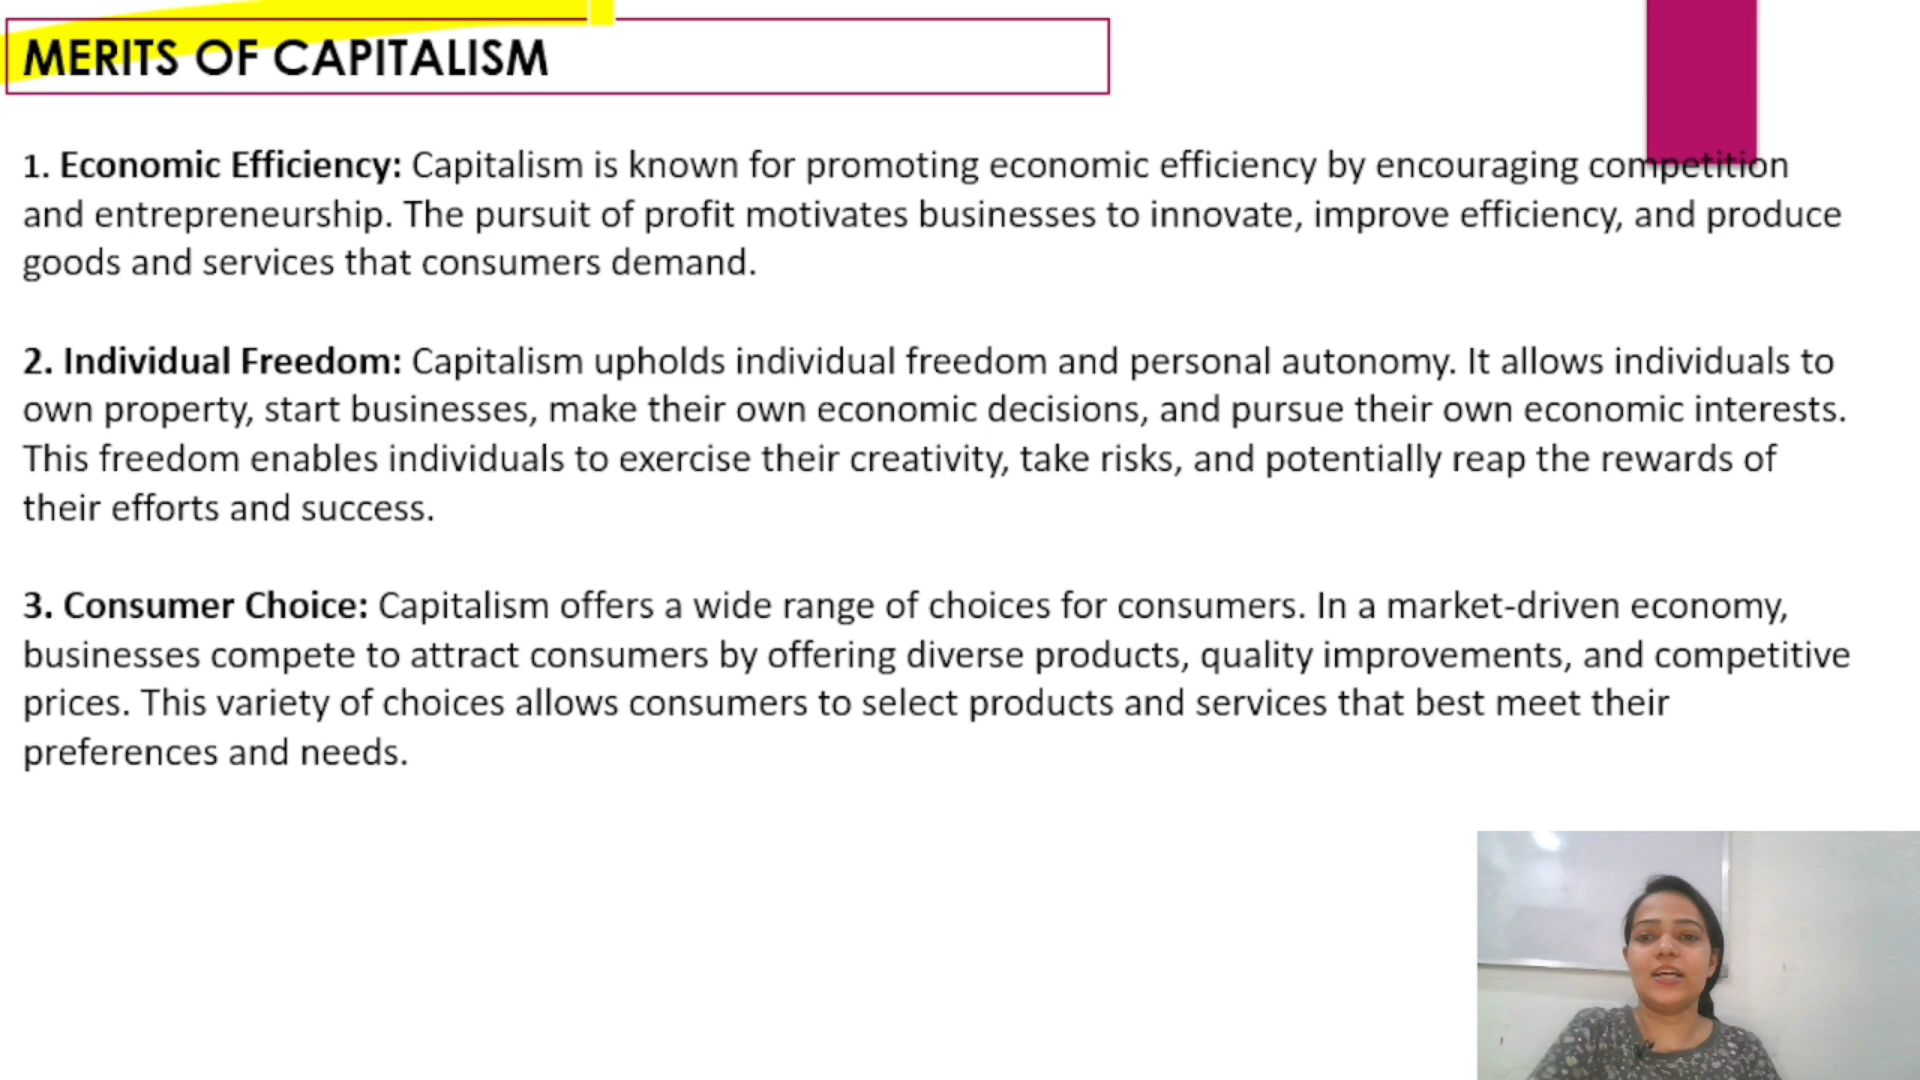 MERITS OF CAPITALISM
1. Economic Efficiency: Capitalism is known for promoting economic efficiency by encouraging competition
and entrepreneurship. The pursuit of profit motivates businesses to innovate, improve efficiency, and produce
goods and services that consumers demand.
2. Individual Freedom: Capitalism upholds individual freedom and personal autonomy. It allows individuals to
own property, start businesses, make their own economic decisions, and pursue their own economic interests.
This freedom enables individuals to exercise their creativity, take risks, and potentially reap the rewards of
their efforts and success.
3. Consumer Choice: Capitalism offers a wide range of choices for consumers. In a market-driven economy,
businesses compete to attract consumers by offering diverse products, quality improvements, and competitive
prices. This variety of choices allows consumers to select products and services that best meet their
preferences and needs.